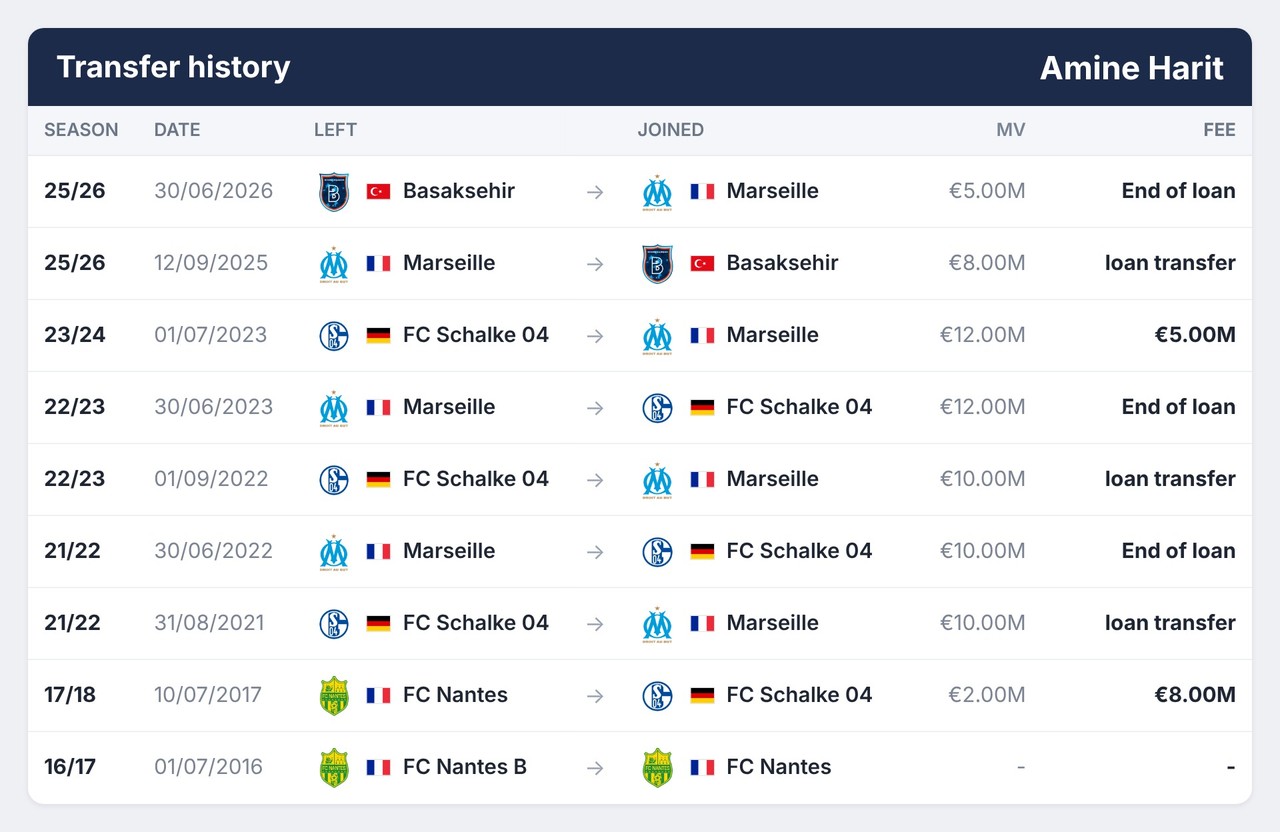 Transfer history Amine Harit
SEASON DATE LEFT JOINED MV FEE
25/26 30/06/2026 Basaksehir → Marseille €5.00M End of loan
25/26 12/09/2025 Marseille → Basaksehir €8.00M loan transfer
23/24 01/07/2023 FC Schalke 04 → Marseille €12.00M €5.00M
22/23 30/06/2023 Marseille → FC Schalke 04 €12.00M End of loan
22/23 01/09/2022 FC Schalke 04 → Marseille €10.00M loan transfer
21/22 30/06/2022 Marseille → FC Schalke 04 €10.00M End of loan
21/22 31/08/2021 FC Schalke 04 → Marseille €10.00M loan transfer
17/18 10/07/2017 FC Nantes → FC Schalke 04 €2.00M €8.00M
16/17 01/07/2016 FC Nantes B → FC Nantes - -